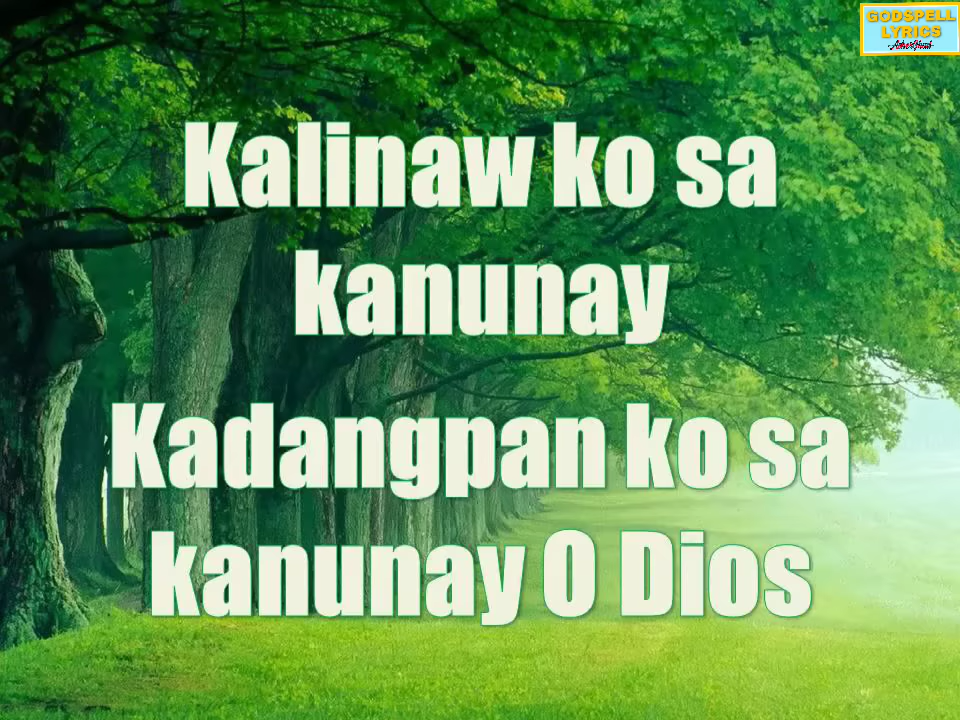 GODSPELL
LYRICS
Kalinaw ko sa
kanunay
Kadangpan ko sa
kanunay O Dios